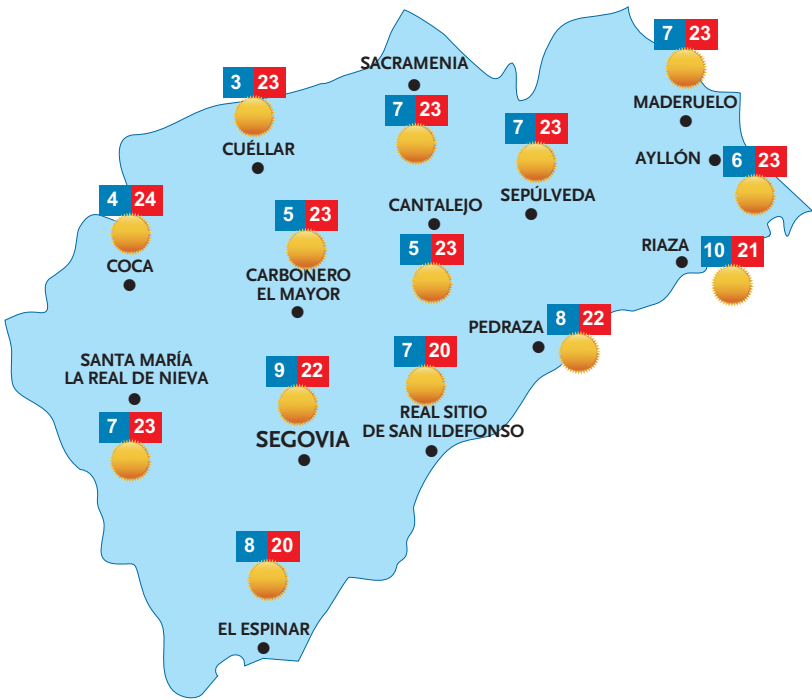 7 23
MADERUELO
SACRAMENIA
7 23
3 23
CUÉLLAR
7 23
SEPÚLVEDA
AYLLÓN
6 23
4 24
COCA
5 23
CARBONERO
EL MAYOR
CANTALEJO
5 23
RIAZA
10 21
PEDRAZA
8 22
SANTA MARÍA
LA REAL DE NIEVA
7 23
9 22
SEGOVIA
7 20
REAL SITIO
DE SAN ILDEFONSO
8 20
EL ESPINAR